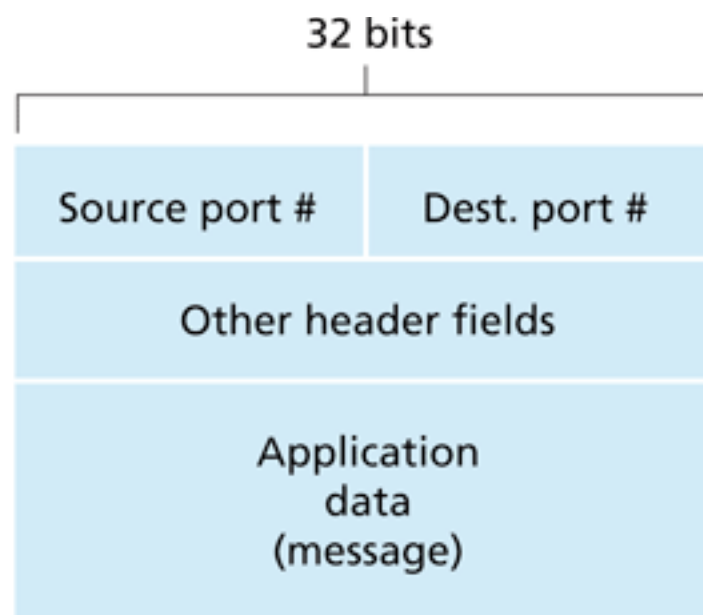 32 bits
Source port #
Dest. port #
Other header fields
Application
data
(message)